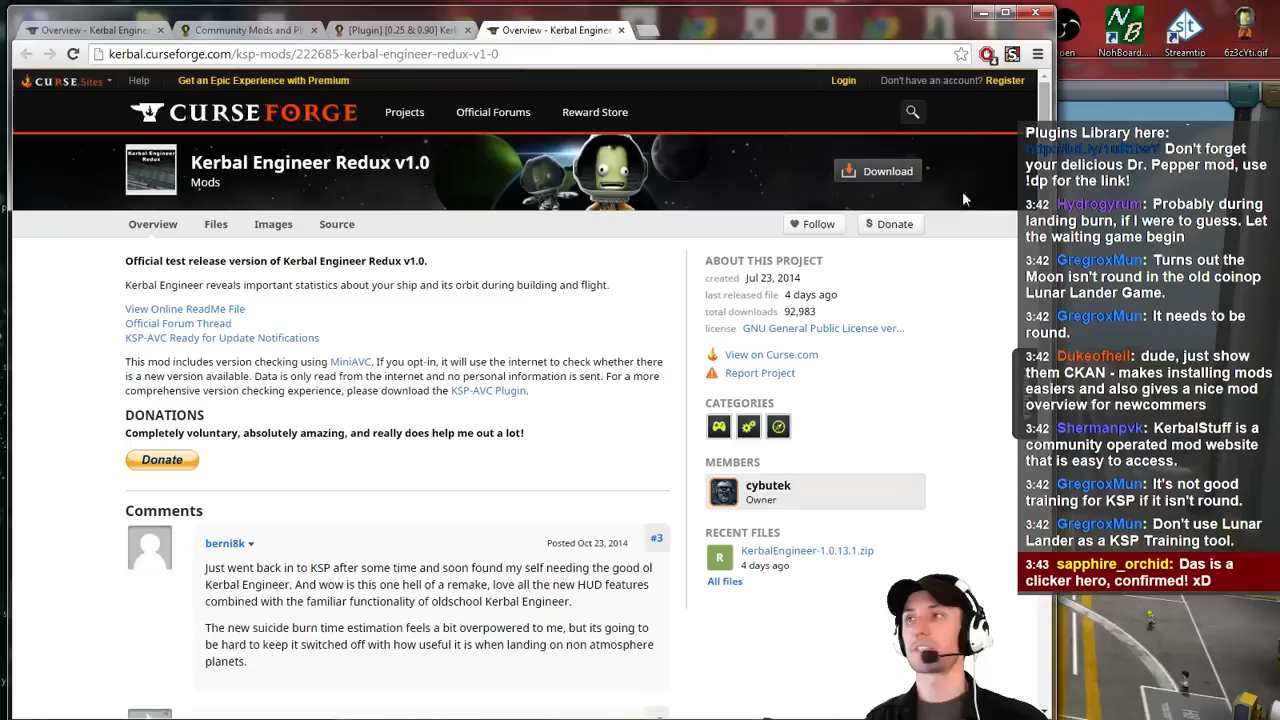 Overview - Kerbal Engine
Community Mods and Pl
[Plugin] [0.25 & 0.90] Ker
Overview - Kerbal Engine
kerbal.curseforge.com/ksp-mods/222685-kerbal-engineer-redux-v1-0
CURSE.Sites
Help
Get an Epic Experience with Premium
Login
Don't have an account? Register
CURSEFORGE
Projects
Official Forums
Reward Store
Kerbal Engineer Redux
Kerbal Engineer Redux v1.0
Mods
Download
Overview
Files
Images
Source
Follow
Donate
Official test release version of Kerbal Engineer Redux v1.0.
Kerbal Engineer reveals important statistics about your ship and its orbit during building and flight.
View Online ReadMe File
Official Forum Thread
KSP-AVC Ready for Update Notifications
This mod includes version checking using MiniAVC. If you opt-in, it will use the internet to check whether there
is a new version available. Data is only read from the internet and no personal information is sent. For a more
comprehensive version checking experience, please download the KSP-AVC Plugin.
DONATIONS
Completely voluntary, absolutely amazing, and really does help me out a lot!
Donate
Comments
berni8k
Posted Oct 23, 2014
#3
Just went back in to KSP after some time and soon found my self needing the good ol
Kerbal Engineer. And wow is this one hell of a remake, love all the new HUD features
combined with the familiar functionality of oldschool Kerbal Engineer.
The new suicide burn time estimation feels a bit overpowered to me, but its going to
be hard to keep it switched off with how useful it is when landing on non atmosphere
planets.
ABOUT THIS PROJECT
created Jul 23, 2014
last released file 4 days ago
total downloads 92,983
license GNU General Public License ver...
View on Curse.com
Report Project
CATEGORIES
MEMBERS
cybutek
Owner
RECENT FILES
R
KerbalEngineer-1.0.13.1.zip
4 days ago
All files
NohBoard
Streamtip
623cYti.gif
Plugins Library here:
Don't forget
your delicious Dr. Pepper mod, use
!dp for the link!
3:42 Hydrogyrum: Probably during
landing burn, if I were to guess. Let
the waiting game begin
3:42 GregroxMun: Turns out the
Moon isn't round in the old coinop
Lunar Lander Game.
3:42 GregroxMun: It needs to be
round.
3:42 Dukeofhell: dude, just show
them CKAN - makes installing mods
easiers and also gives a nice mod
overview for newcommers
3:42 Shermanpvk: KerbalStuff is a
community operated mod website
that is easy to access.
3:42 GregroxMun: It's not good
training for KSP if it isn't round.
3:42 GregroxMun: Don't use Lunar
Lander as a KSP Training tool.
3:43 sapphire_orchid: Das is a
clicker hero, confirmed! xD